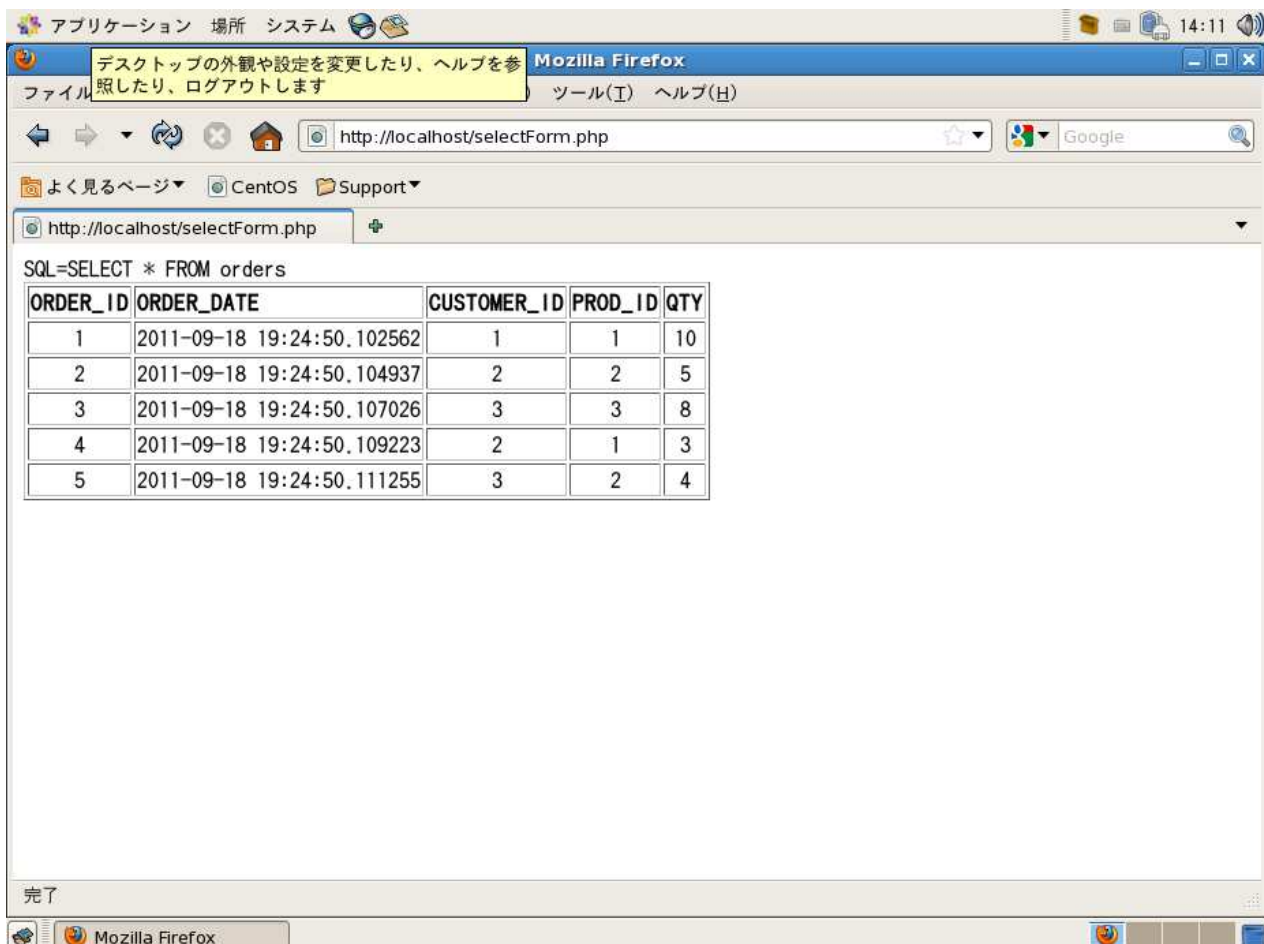 アプリケーション 場所 システム 14:11
デスクトップの外観や設定を変更したり、ヘルプを参
照したり、ログアウトします
Mozilla Firefox
ファイル ツール(T) ヘルプ(H)
http://localhost/selectForm.php Google
よく見るページ CentOS Support
http://localhost/selectForm.php
SQL=SELECT * FROM orders
ORDER_ID ORDER_DATE CUSTOMER_ID PROD_ID QTY
1 2011-09-18 19:24:50.102562 1 1 10
2 2011-09-18 19:24:50.104937 2 2 5
3 2011-09-18 19:24:50.107026 3 3 8
4 2011-09-18 19:24:50.109223 2 1 3
5 2011-09-18 19:24:50.111255 3 2 4
完了
Mozilla Firefox